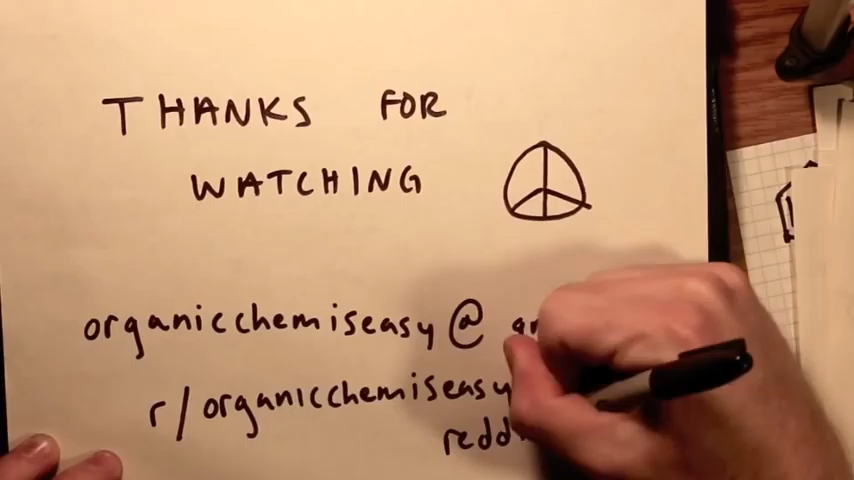 THANKS FOR
WATCHING
organicchemiseasy@
r/organicchemiseasy